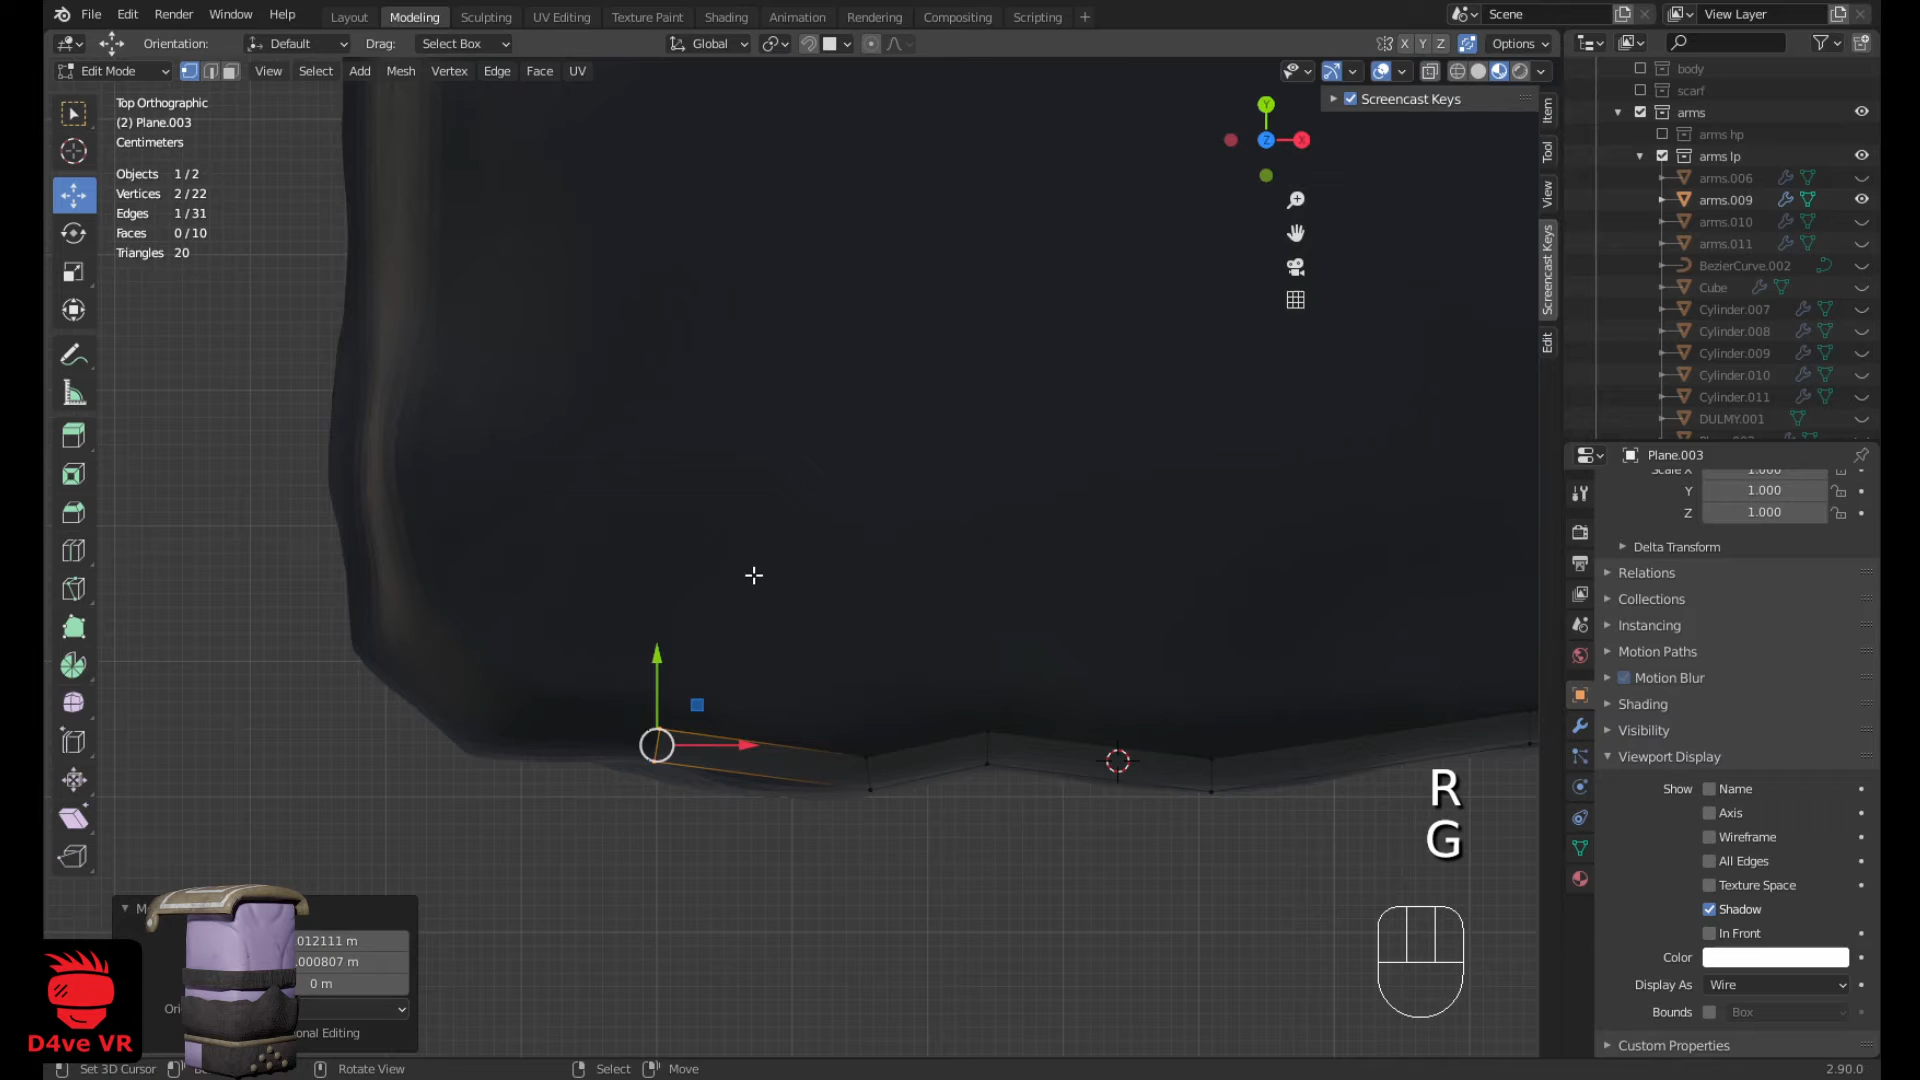 File Edit Render Window Help Layout Modeling Sculpting UV Editing Texture Paint Shading Animation Rendering Compositing Scripting + Scene View Layer
Orientation: Default Drag: Select Box Global X Y Z Options
Edit Mode View Select Add Mesh Vertex Edge Face UV
Top Orthographic
(2) Plane.003
Centimeters
Objects 1 / 2
Vertices 2 / 22
Edges 1 / 31
Faces 0 / 10
Triangles 20
Screencast Keys
Y
Z X
Item
Tool
View
Screencast Keys
Edit
body
scarf
arms
arms hp
arms lp
arms.006
arms.009
arms.010
arms.011
BezierCurve.002
Cube
Cylinder.007
Cylinder.008
Cylinder.009
Cylinder.010
Cylinder.011
DULMY.001
Plane.003
Scale X 1.000
Y 1.000
Z 1.000
Delta Transform
Relations
Collections
Instancing
Motion Paths
Motion Blur
Shading
Visibility
Viewport Display
Show Name
Axis
Wireframe
All Edges
Texture Space
Shadow
In Front
Color
Display As Wire
Bounds Box
Custom Properties
R
G
M
012111 m
.000807 m
0 m
Ori
onal Editing
D4ve VR
Set 3D Cursor Rotate View Select Move 2.90.0